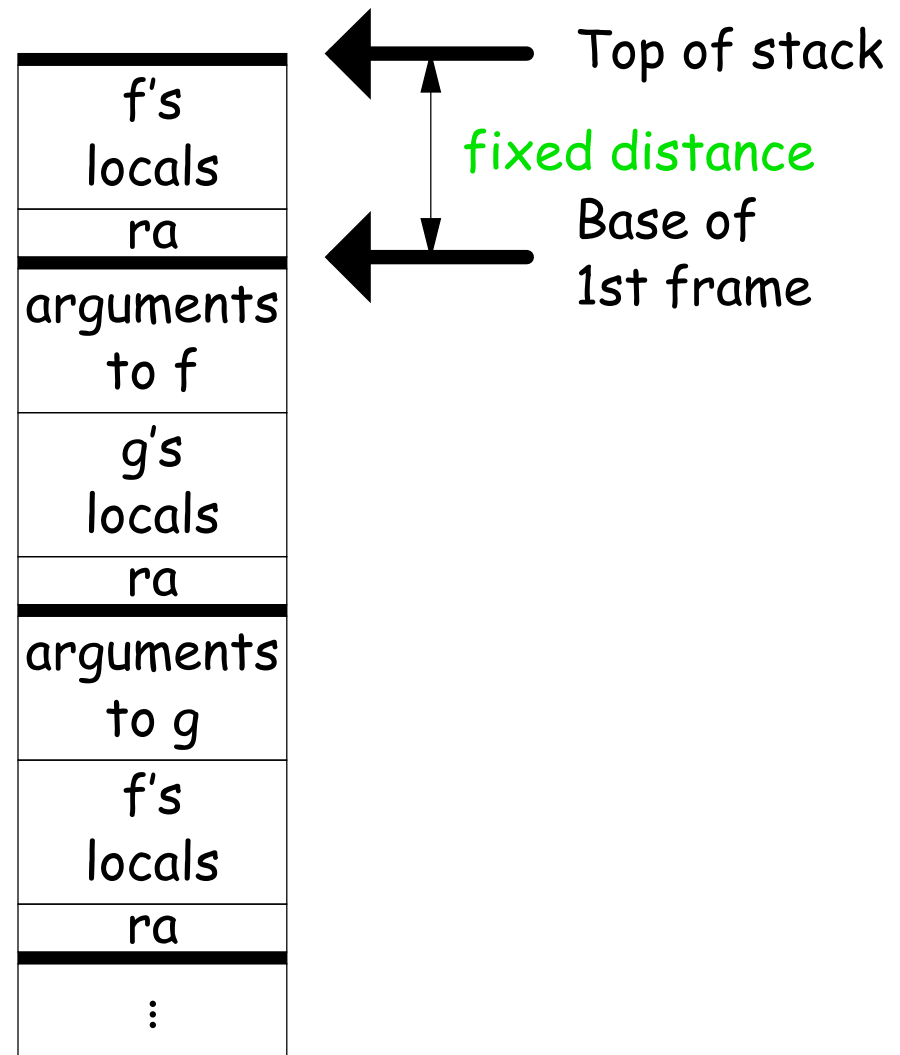 Top of stack
f's
locals
fixed distance
ra
Base of
1st frame
arguments
to f
g's
locals
ra
arguments
to g
f's
locals
ra
⋮